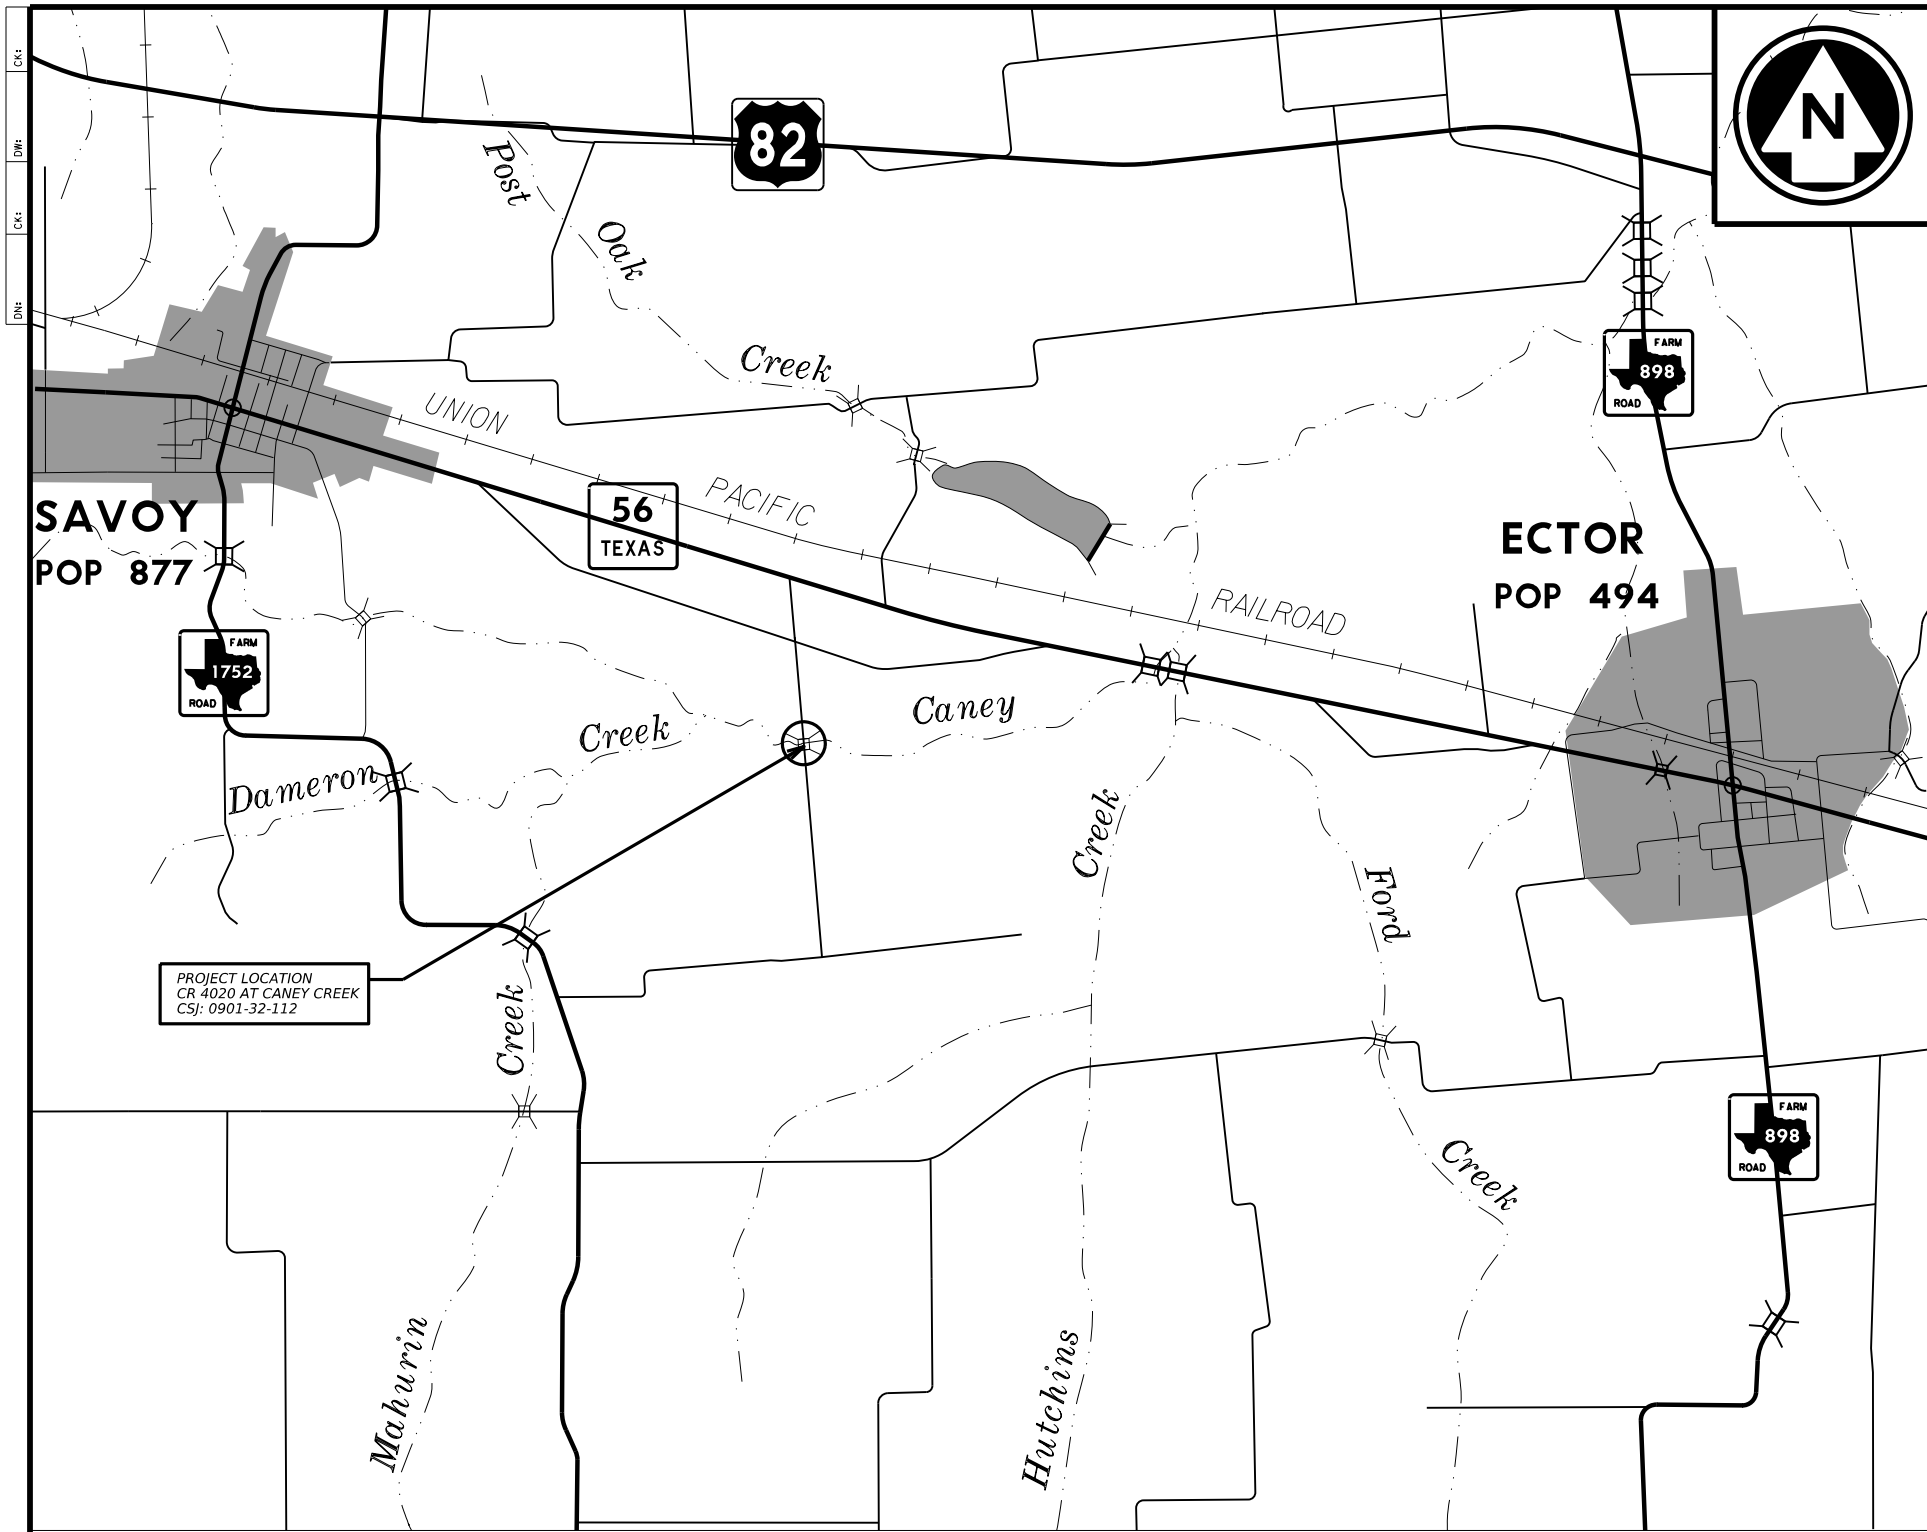 CK:
DW:
CK:
DN:
N
82
Post
Oak
Creek
FARM
898
ROAD
UNION
PACIFIC
RAILROAD
56
TEXAS
SAVOY
POP 877
ECTOR
POP 494
FARM
1752
ROAD
Caney
Creek
Dameron
Creek
Ford
PROJECT LOCATION
CR 4020 AT CANEY CREEK
CSJ: 0901-32-112
Creek
FARM
898
ROAD
Creek
Mahurin
Hutchins